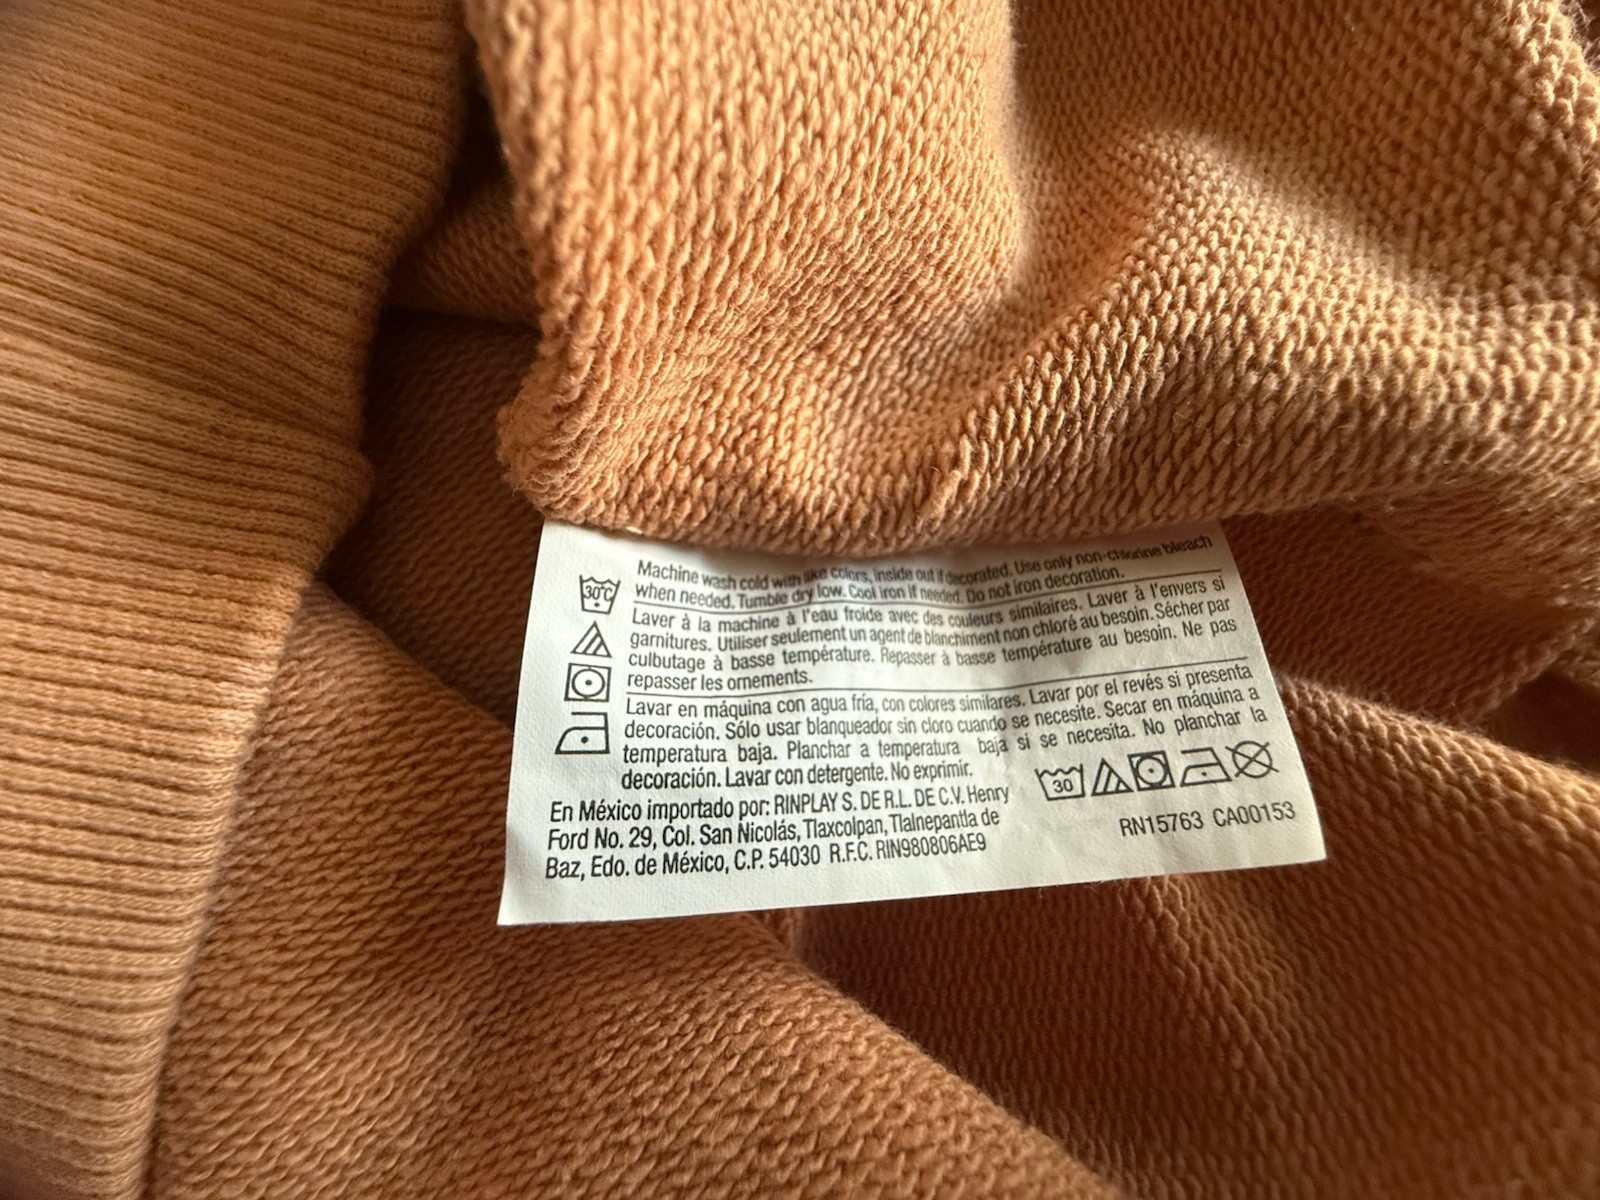 Machine wash cold with like colors, inside out if decorated. Use only non-chlorine bleach
when needed. Tumble dry low. Cool iron if needed. Do not iron decoration.
Laver à la machine à l'eau froide avec des couleurs similaires. Laver à l'envers si
garnitures. Utiliser seulement un agent de blanchiment non chloré au besoin. Sécher par
culbutage à basse température. Repasser à basse température au besoin. Ne pas
repasser les ornements.
Lavar en máquina con agua fría, con colores similares. Lavar por el revés si presenta
decoración. Sólo usar blanqueador sin cloro cuando se necesite. Secar en máquina a
temperatura baja. Planchar a temperatura baja si se necesita. No planchar la
decoración. Lavar con detergente. No exprimir.
30°C
30
En México importado por: RINPLAY S. DE R.L. DE C.V. Henry
Ford No. 29, Col. San Nicolás, Tlaxcolpan, Tlalnepantla de
Baz, Edo. de México, C.P. 54030 R.F.C. RIN980806AE9
RN15763 CA00153